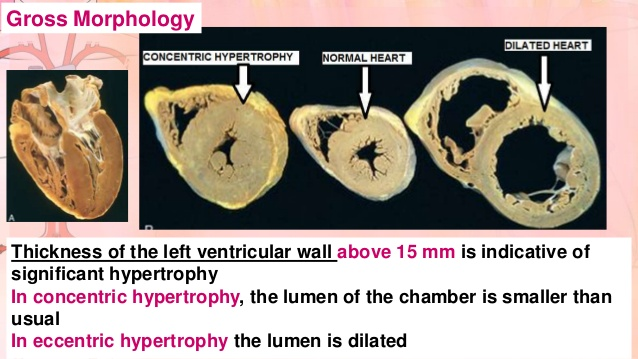 Gross Morphology
CONCENTRIC HYPERTROPHY
NORMAL HEART
DILATED HEART
A
B
Thickness of the left ventricular wall above 15 mm is indicative of
significant hypertrophy
In concentric hypertrophy, the lumen of the chamber is smaller than
usual
In eccentric hypertrophy the lumen is dilated